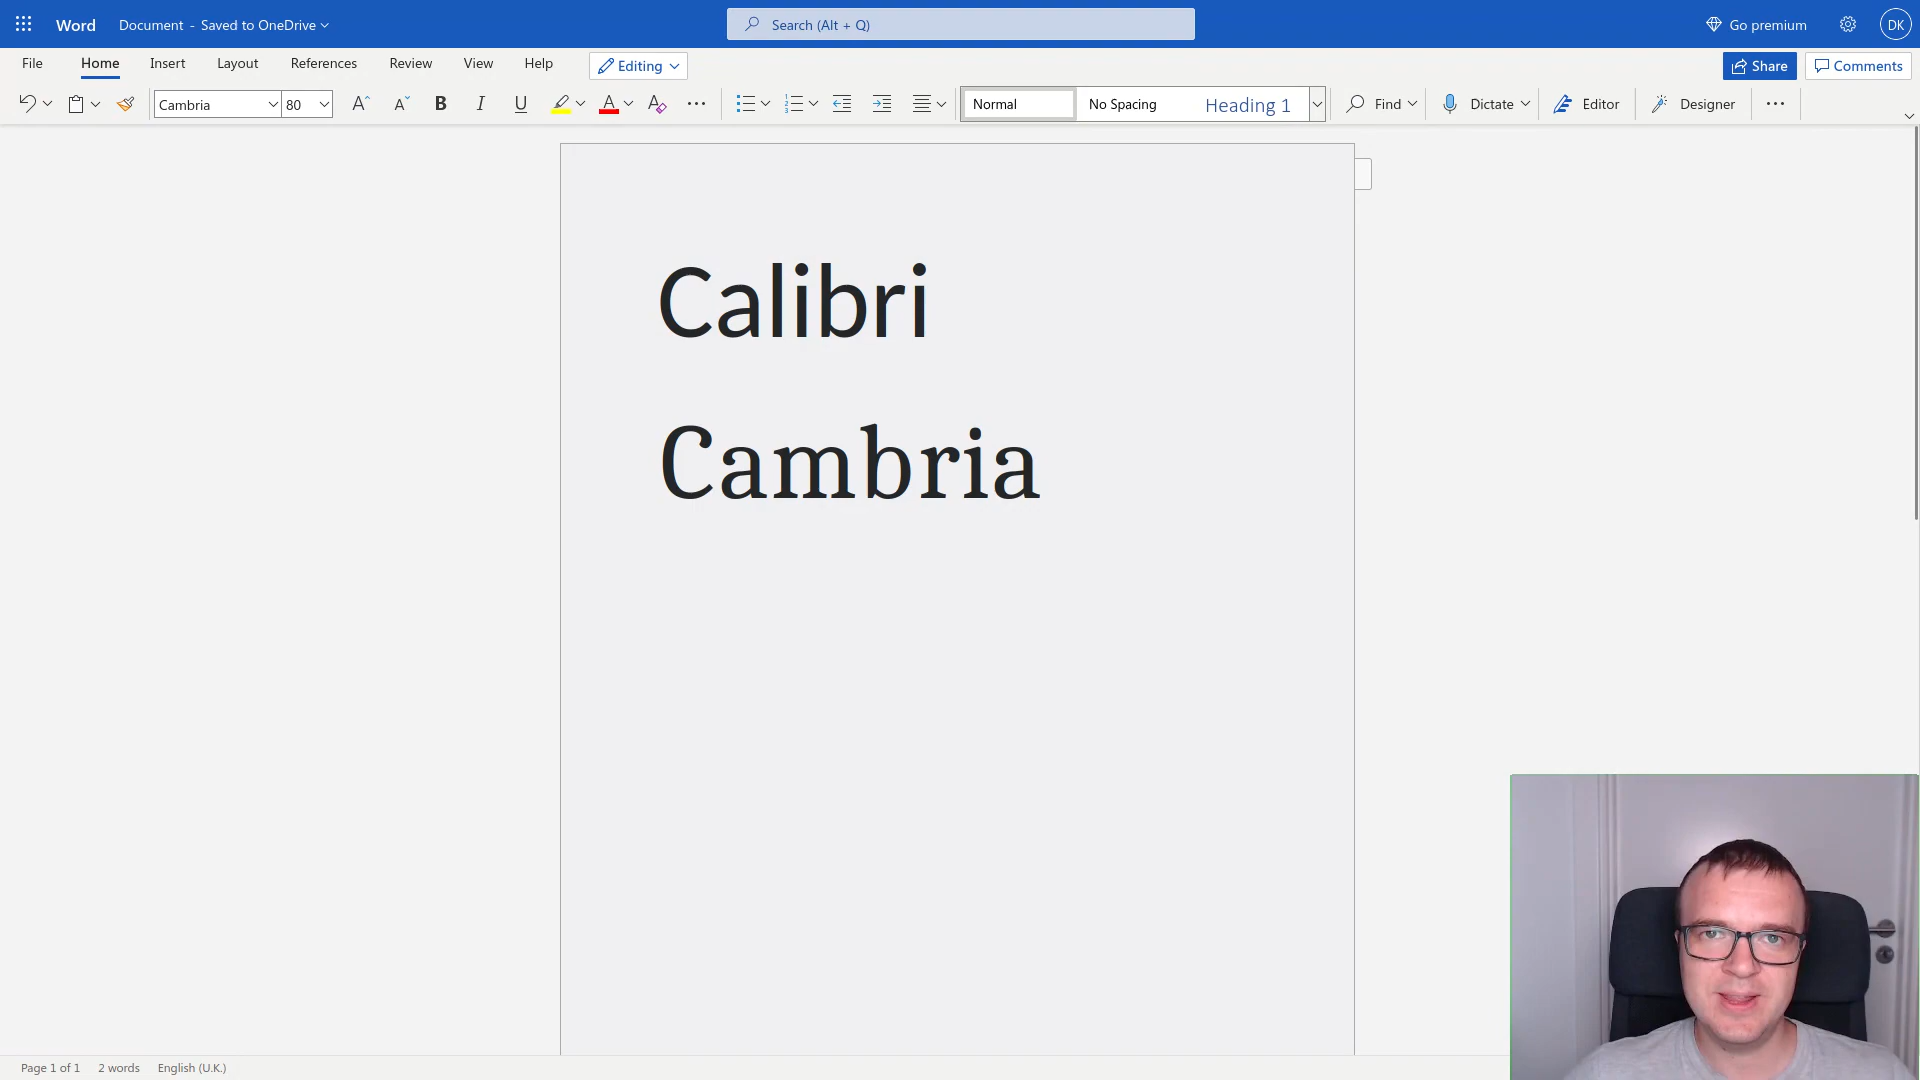 Word Document - Saved to OneDrive Search (Alt + Q) Go premium DK
File Home Insert Layout References Review View Help Editing Share Comments
Cambria 80 A A B I U A A Normal No Spacing Heading 1 Find Dictate Editor Designer
Calibri
Cambria
Page 1 of 1 2 words English (U.K.)